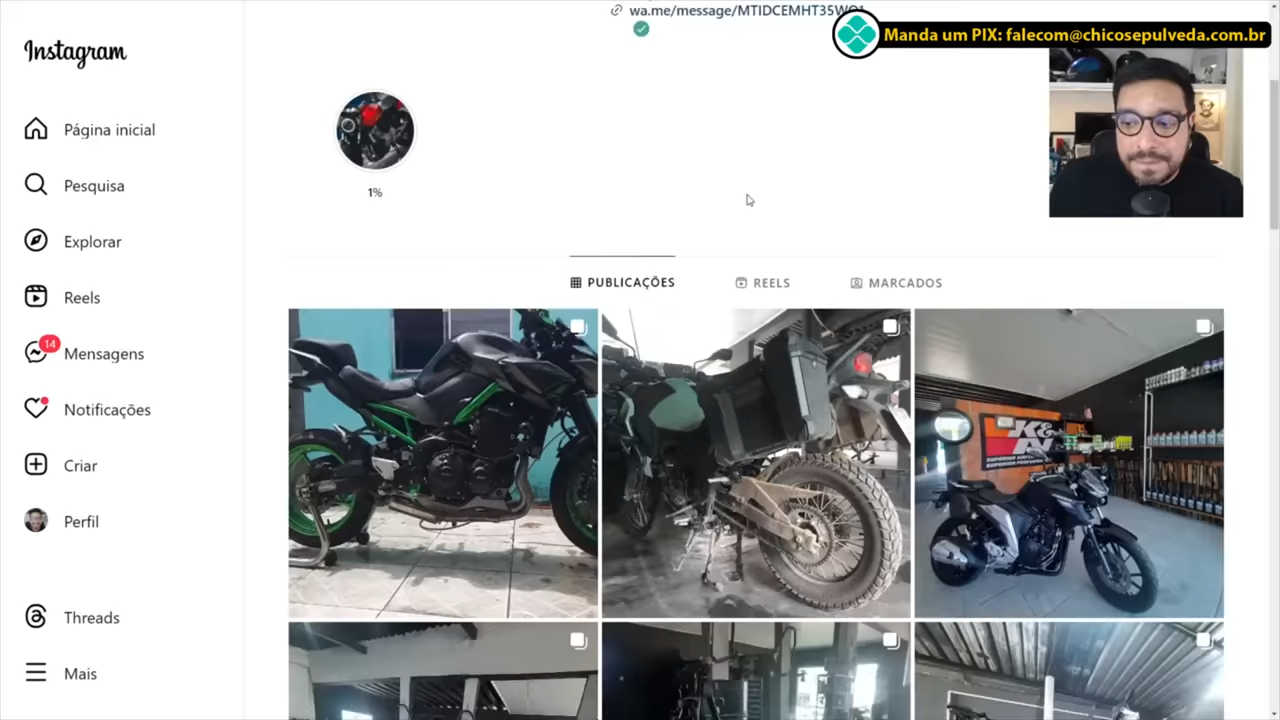 wa.me/message/MTIDCEMHT35WO1
Manda um PIX: falecom@chicosepulveda.com.br
Instagram
Página inicial
Pesquisa
Explorar
Reels
14
Mensagens
Notificações
Criar
Perfil
Threads
Mais
1%
PUBLICAÇÕES
REELS
MARCADOS
K&N